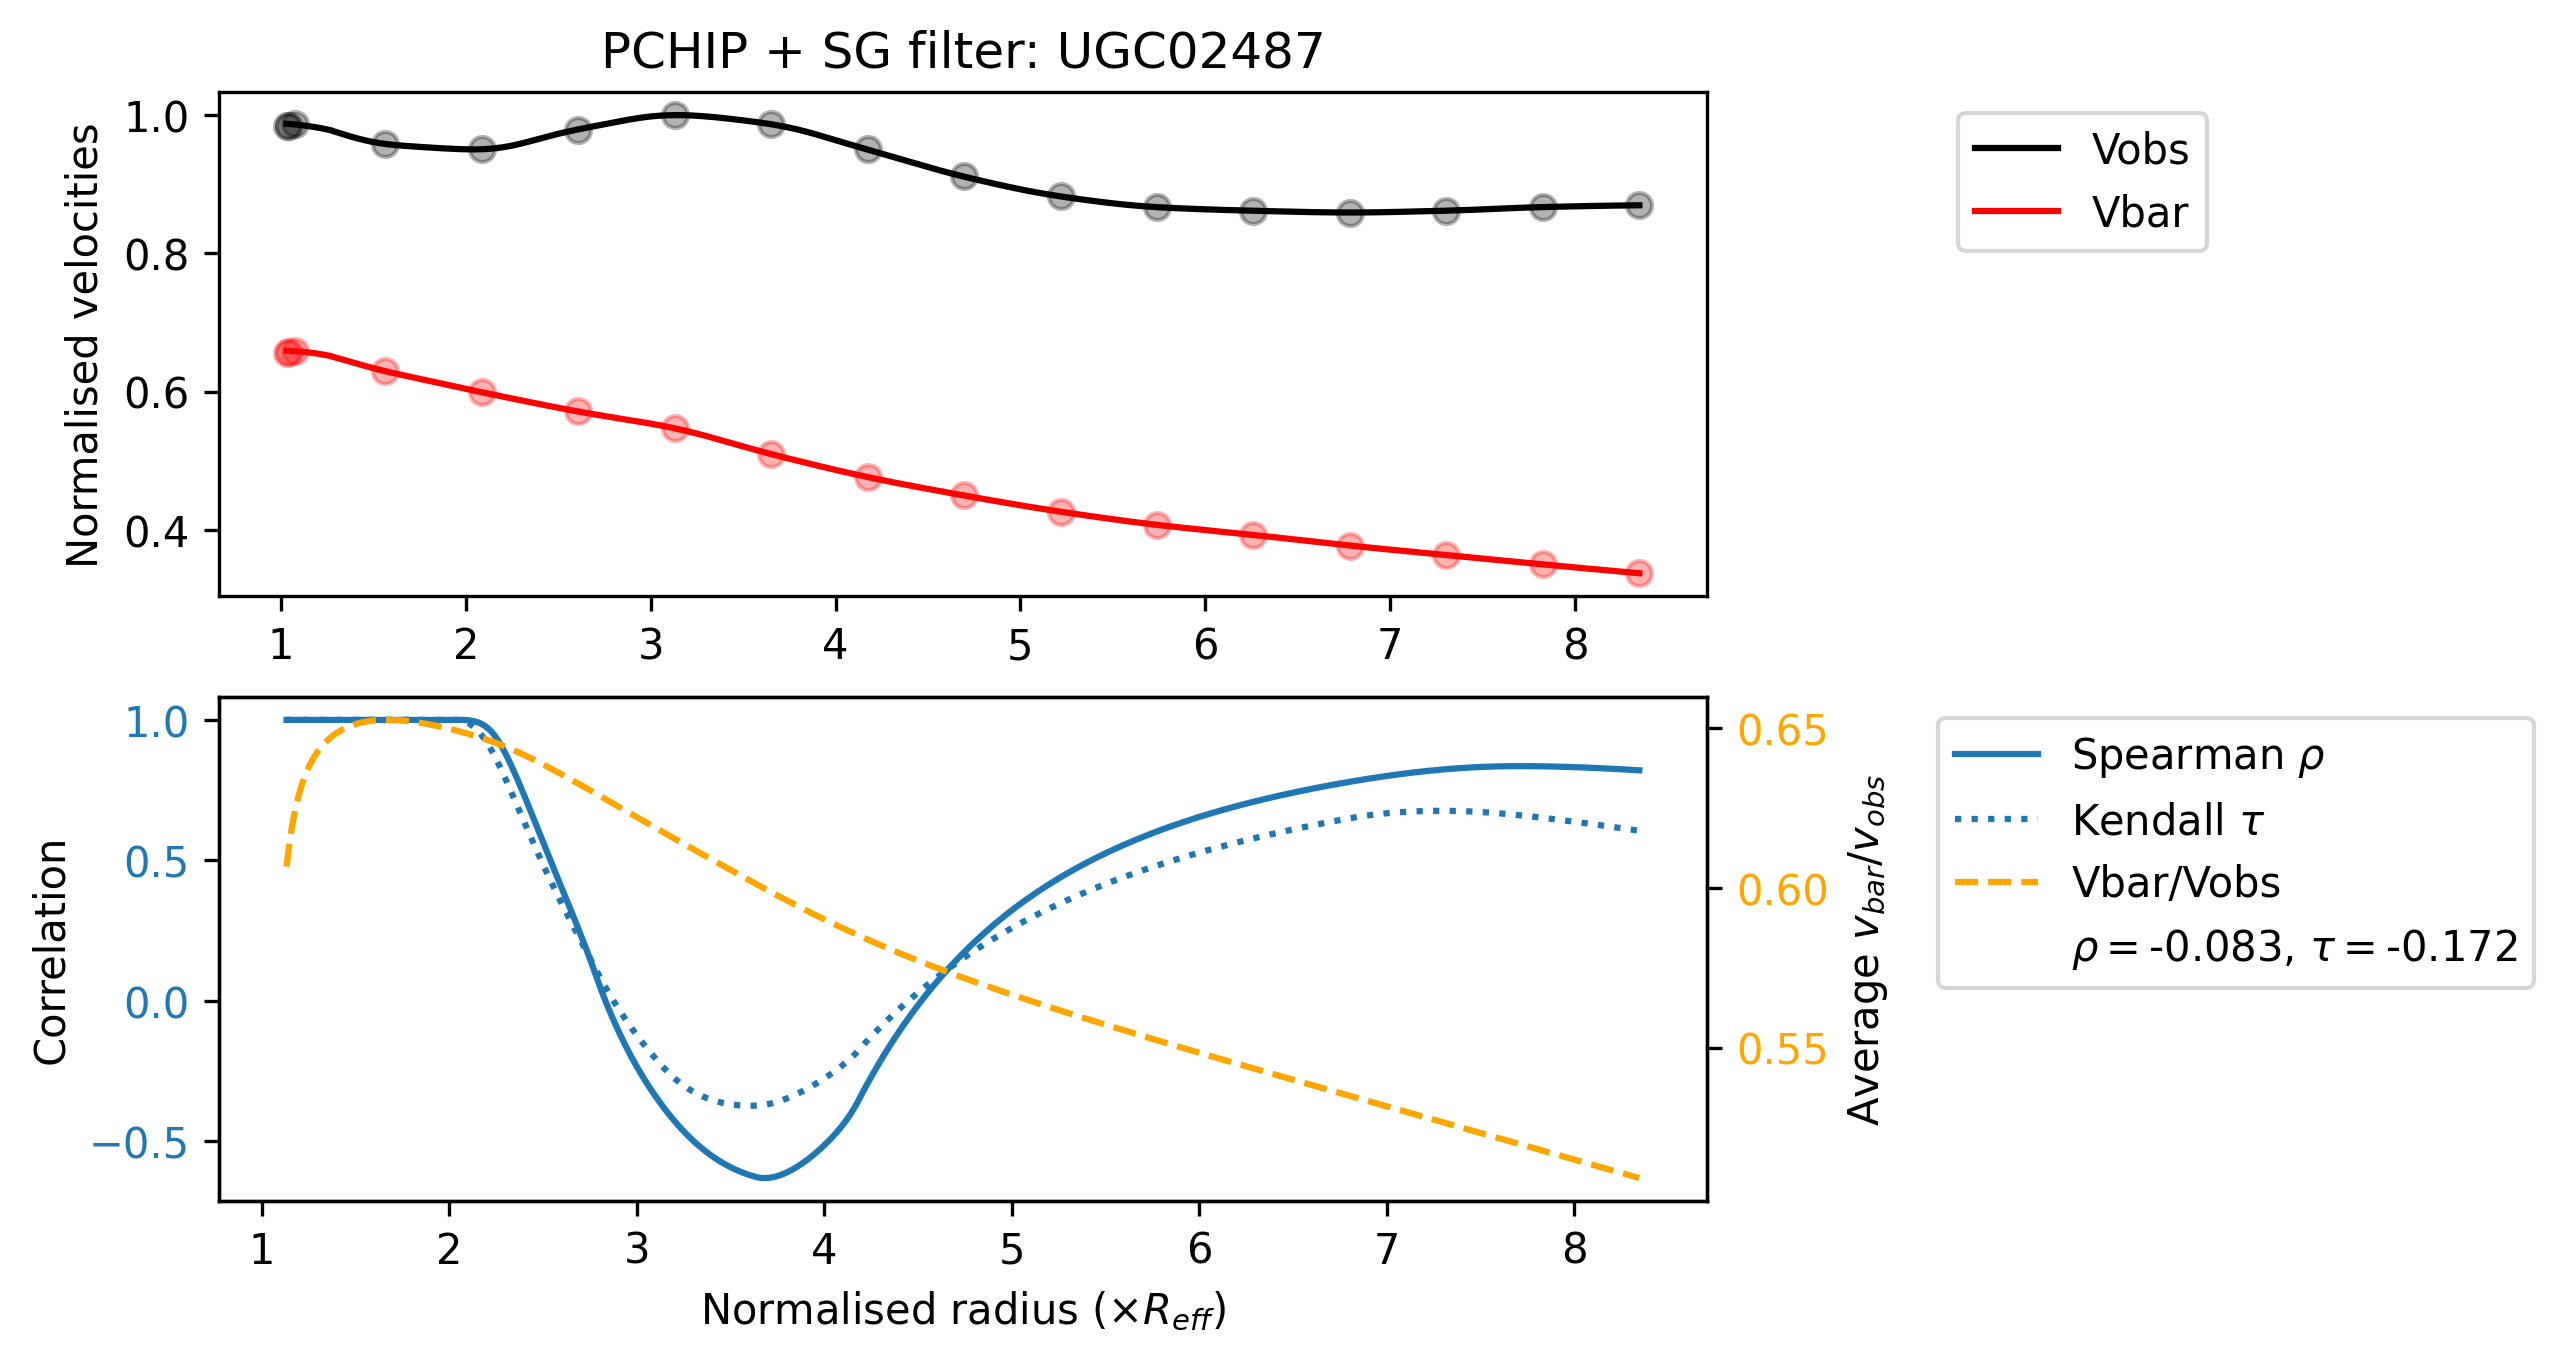 PCHIP + SG filter: UGC02487
Normalised velocities
1.0
0.8
0.6
0.4
1 2 3 4 5 6 7 8
Vobs
Vbar
Correlation
1.0
0.5
0.0
−0.5
0.65
0.60
0.55
Average v_bar/v_obs
1 2 3 4 5 6 7 8
Normalised radius (×R_eff)
Spearman ρ
Kendall τ
Vbar/Vobs
ρ = -0.083, τ = -0.172